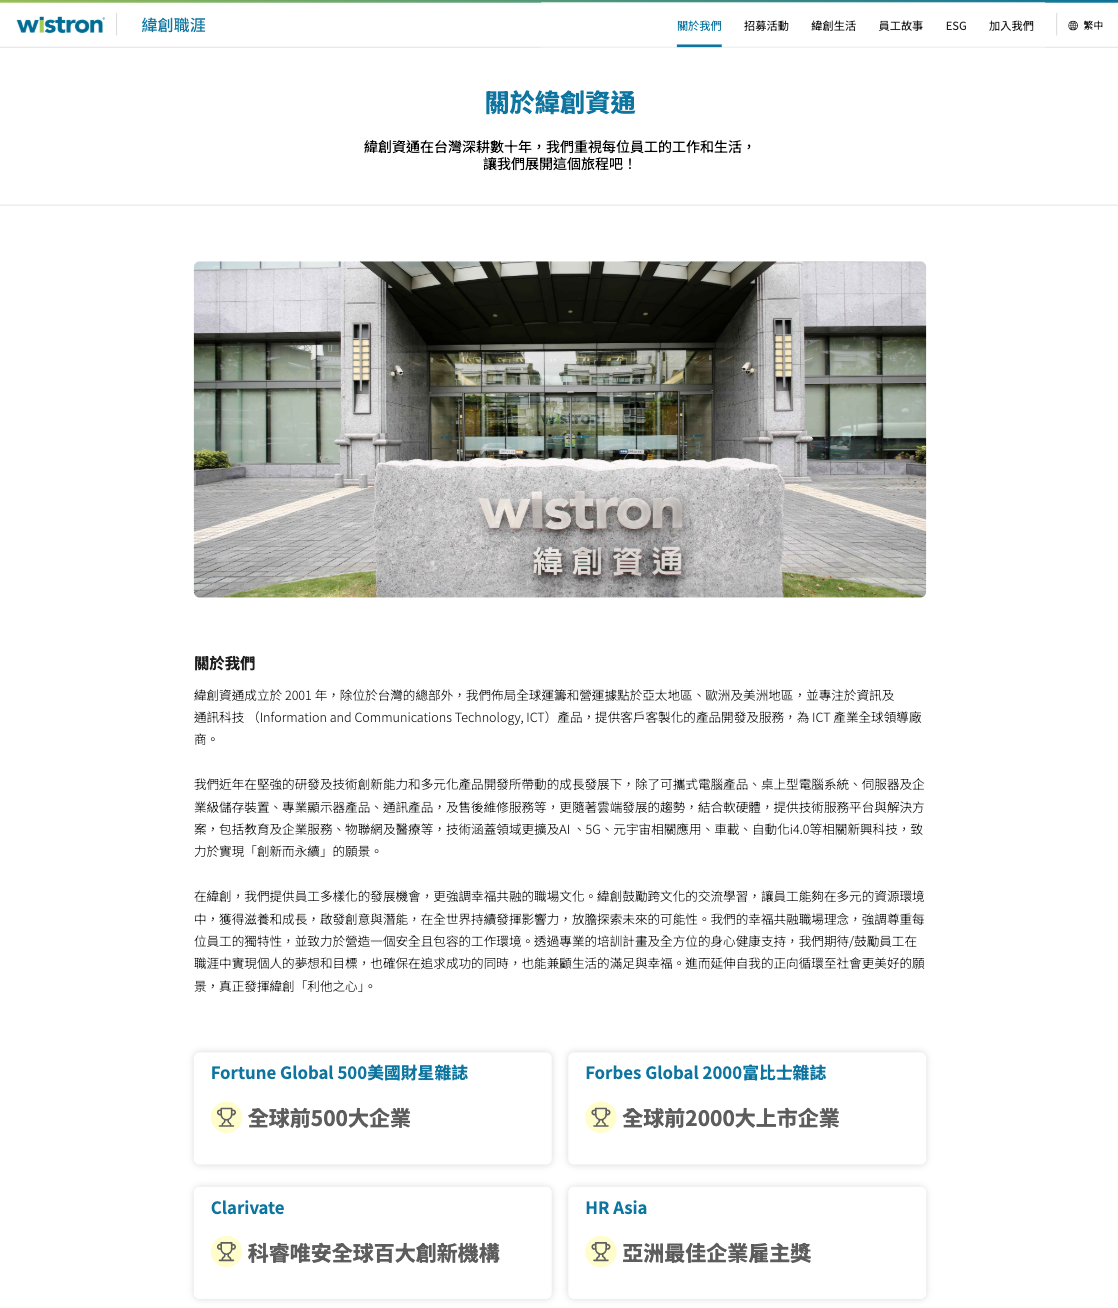 wistron
緯創職涯
關於我們
招募活動
緯創生活
員工故事
ESG
加入我們
繁中
關於緯創資通
緯創資通在台灣深耕數十年，我們重視每位員工的工作和生活，
讓我們展開這個旅程吧！
wistron
wistron
緯創資通
關於我們
緯創資通成立於 2001 年，除位於台灣的總部外，我們佈局全球運籌和營運據點於亞太地區、歐洲及美洲地區，並專注於資訊及
通訊科技 （Information and Communications Technology, ICT）產品，提供客戶客製化的產品開發及服務，為 ICT 產業全球領導廠
商。
我們近年在堅強的研發及技術創新能力和多元化產品開發所帶動的成長發展下，除了可攜式電腦產品、桌上型電腦系統、伺服器及企
業級儲存裝置、專業顯示器產品、通訊產品，及售後維修服務等，更隨著雲端發展的趨勢，結合軟硬體，提供技術服務平台與解決方
案，包括教育及企業服務、物聯網及醫療等，技術涵蓋領域更擴及AI 、5G、元宇宙相關應用、車載、自動化i4.0等相關新興科技，致
力於實現「創新而永續」的願景。
在緯創，我們提供員工多樣化的發展機會，更強調幸福共融的職場文化。緯創鼓勵跨文化的交流學習，讓員工能夠在多元的資源環境
中，獲得滋養和成長，啟發創意與潛能，在全世界持續發揮影響力，放膽探索未來的可能性。我們的幸福共融職場理念，強調尊重每
位員工的獨特性，並致力於營造一個安全且包容的工作環境。透過專業的培訓計畫及全方位的身心健康支持，我們期待/鼓勵員工在
職涯中實現個人的夢想和目標，也確保在追求成功的同時，也能兼顧生活的滿足與幸福。進而延伸自我的正向循環至社會更美好的願
景，真正發揮緯創「利他之心」。
Fortune Global 500美國財星雜誌
全球前500大企業
Forbes Global 2000富比士雜誌
全球前2000大上市企業
Clarivate
科睿唯安全球百大創新機構
HR Asia
亞洲最佳企業雇主獎